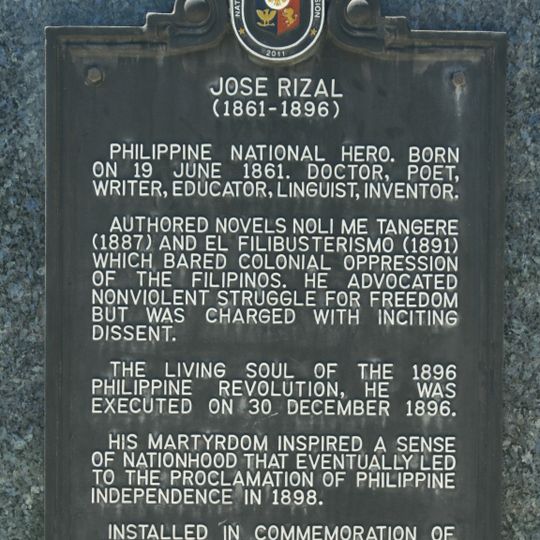 2011
JOSE RIZAL
(1861-1896)
PHILIPPINE NATIONAL HERO. BORN
ON 19 JUNE 1861. DOCTOR, POET,
WRITER, EDUCATOR, LINGUIST, INVENTOR.
AUTHORED NOVELS NOLI ME TANGERE
(1887) AND EL FILIBUSTERISMO (1891)
WHICH BARED COLONIAL OPPRESSION
OF THE FILIPINOS. HE ADVOCATED
NONVIOLENT STRUGGLE FOR FREEDOM
BUT WAS CHARGED WITH INCITING
DISSENT.
THE LIVING SOUL OF THE 1896
PHILIPPINE REVOLUTION, HE WAS
EXECUTED ON 30 DECEMBER 1896.
HIS MARTYRDOM INSPIRED A SENSE
OF NATIONHOOD THAT EVENTUALLY LED
TO THE PROCLAMATION OF PHILIPPINE
INDEPENDENCE IN 1898.
INSTALLED IN COMMEMORATION OF